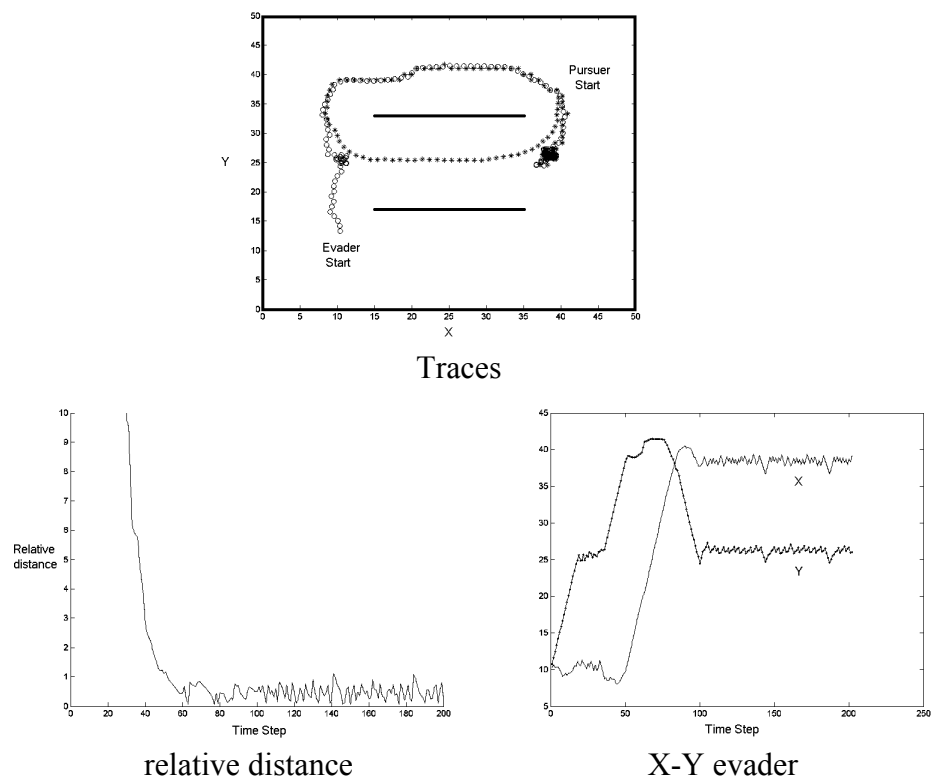 50
45
40
35
30
25
20
15
10
5
0
Y
Pursuer
Start
Evader
Start
0 5 10 15 20 25 30 35 40 45 50
X
Traces
10
9
8
7
6
5
4
3
2
1
0
Relative
distance
0 20 40 60 80 100 120 140 160 180 200
Time Step
relative distance
45
40
35
30
25
20
15
10
5
X
Y
0 50 100 150 200 250
Time Step
X-Y evader